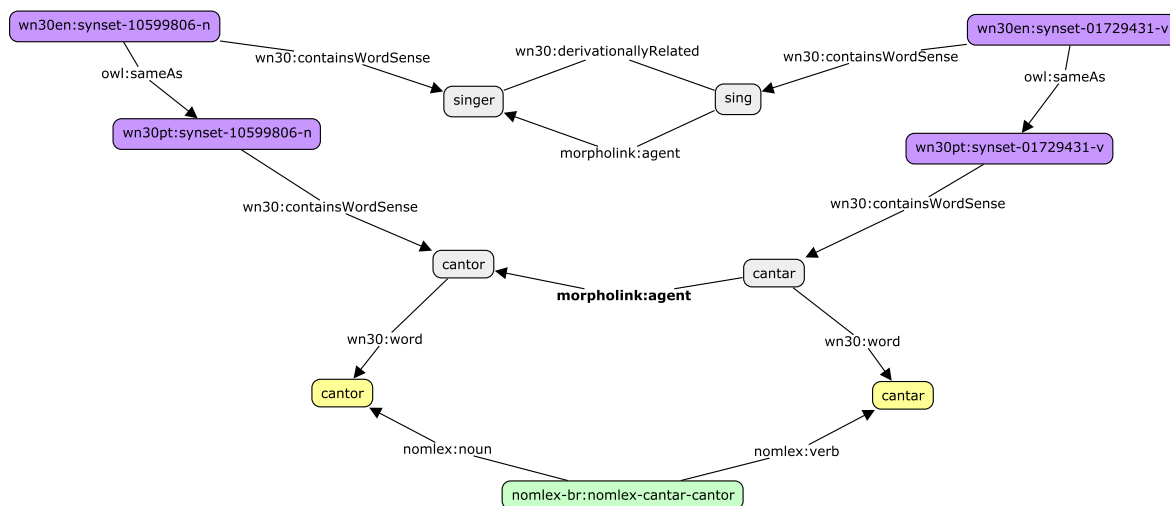 wn30en:synset-10599806-n
wn30en:synset-01729431-v
wn30:derivationallyRelated
wn30:containsWordSense
wn30:containsWordSense
owl:sameAs
owl:sameAs
singer
sing
wn30pt:synset-10599806-n
wn30pt:synset-01729431-v
morpholink:agent
wn30:containsWordSense
wn30:containsWordSense
cantor
cantar
morpholink:agent
wn30:word
wn30:word
cantor
cantar
nomlex:noun
nomlex:verb
nomlex-br:nomlex-cantar-cantor